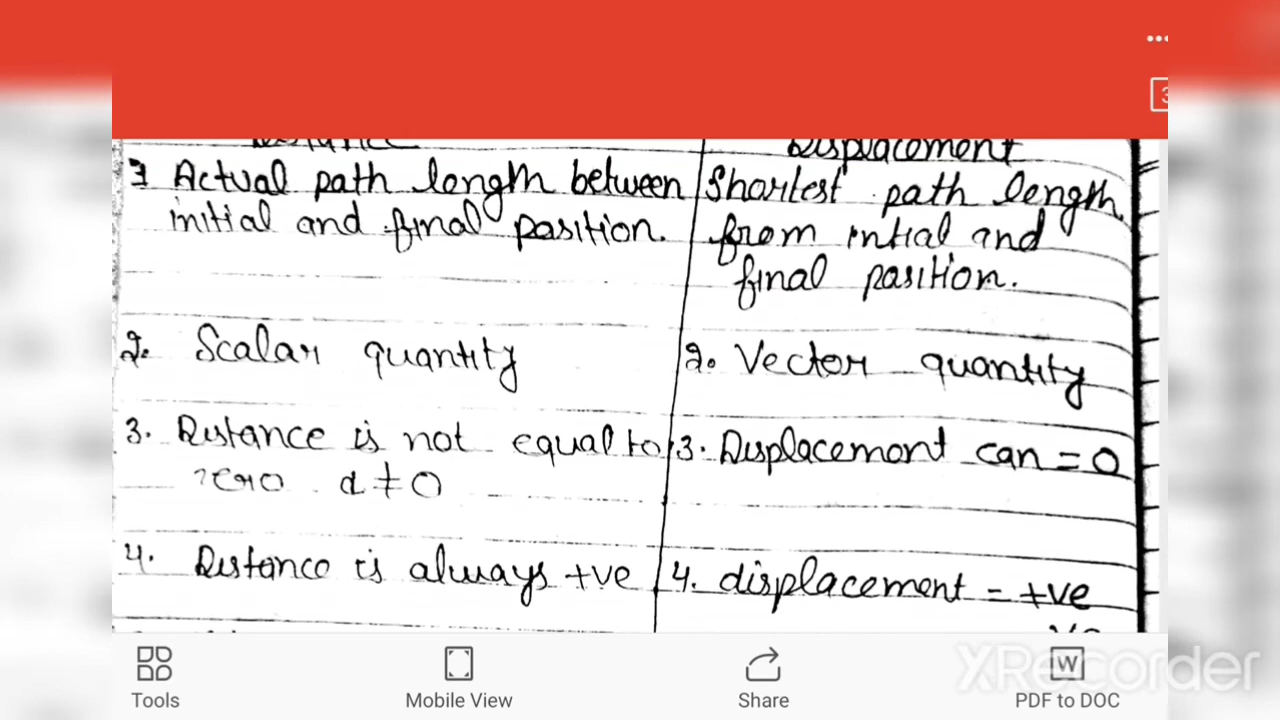 Distance Displacement
1 Actual path length between Shortest path length
initial and final position. from intial and
final position.
2. Scalar quantity 2. Vector quantity
3. Distance is not equal to 3. Displacement can = 0
zero d ≠ 0
4. Distance is always +ve 4. displacement = +ve
Tools Mobile View Share PDF to DOC
XRecorder